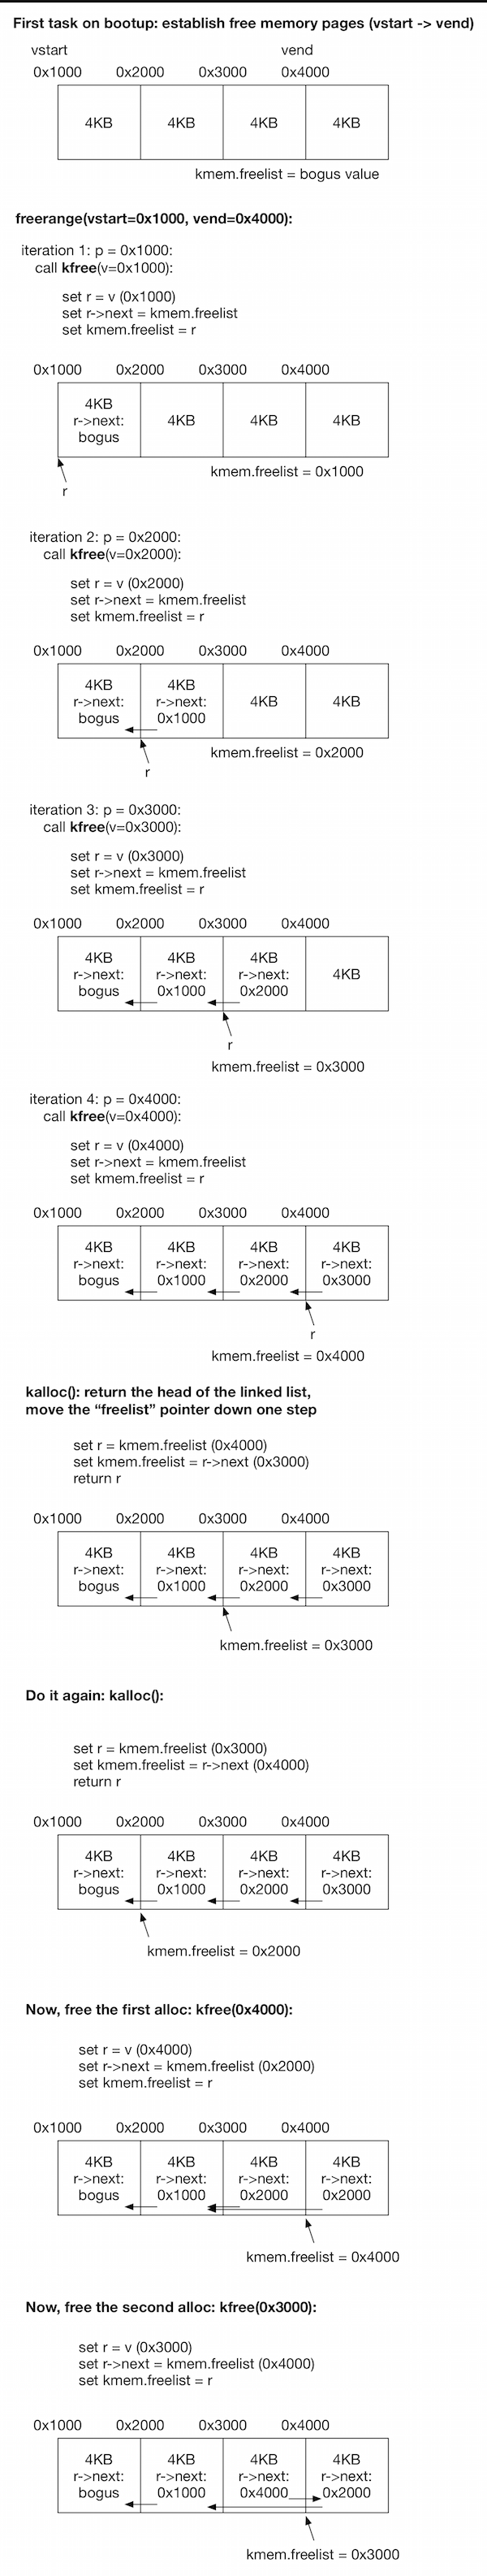 First task on bootup: establish free memory pages (vstart -> vend)
vstart vend
0x1000 0x2000 0x3000 0x4000
4KB 4KB 4KB 4KB
kmem.freelist = bogus value
freerange(vstart=0x1000, vend=0x4000):
iteration 1: p = 0x1000:
call kfree(v=0x1000):
set r = v (0x1000)
set r->next = kmem.freelist
set kmem.freelist = r
0x1000 0x2000 0x3000 0x4000
4KB
r->next: 4KB 4KB 4KB
bogus
kmem.freelist = 0x1000
r
iteration 2: p = 0x2000:
call kfree(v=0x2000):
set r = v (0x2000)
set r->next = kmem.freelist
set kmem.freelist = r
0x1000 0x2000 0x3000 0x4000
4KB 4KB
r->next: r->next: 4KB 4KB
bogus 0x1000
kmem.freelist = 0x2000
r
iteration 3: p = 0x3000:
call kfree(v=0x3000):
set r = v (0x3000)
set r->next = kmem.freelist
set kmem.freelist = r
0x1000 0x2000 0x3000 0x4000
4KB 4KB 4KB
r->next: r->next: r->next: 4KB
bogus 0x1000 0x2000
r
kmem.freelist = 0x3000
iteration 4: p = 0x4000:
call kfree(v=0x4000):
set r = v (0x4000)
set r->next = kmem.freelist
set kmem.freelist = r
0x1000 0x2000 0x3000 0x4000
4KB 4KB 4KB 4KB
r->next: r->next: r->next: r->next:
bogus 0x1000 0x2000 0x3000
r
kmem.freelist = 0x4000
kalloc(): return the head of the linked list,
move the “freelist” pointer down one step
set r = kmem.freelist (0x4000)
set kmem.freelist = r->next (0x3000)
return r
0x1000 0x2000 0x3000 0x4000
4KB 4KB 4KB 4KB
r->next: r->next: r->next: r->next:
bogus 0x1000 0x2000 0x3000
kmem.freelist = 0x3000
Do it again: kalloc():
set r = kmem.freelist (0x3000)
set kmem.freelist = r->next (0x4000)
return r
0x1000 0x2000 0x3000 0x4000
4KB 4KB 4KB 4KB
r->next: r->next: r->next: r->next:
bogus 0x1000 0x2000 0x3000
kmem.freelist = 0x2000
Now, free the first alloc: kfree(0x4000):
set r = v (0x4000)
set r->next = kmem.freelist (0x2000)
set kmem.freelist = r
0x1000 0x2000 0x3000 0x4000
4KB 4KB 4KB 4KB
r->next: r->next: r->next: r->next:
bogus 0x1000 0x2000 0x2000
kmem.freelist = 0x4000
Now, free the second alloc: kfree(0x3000):
set r = v (0x3000)
set r->next = kmem.freelist (0x4000)
set kmem.freelist = r
0x1000 0x2000 0x3000 0x4000
4KB 4KB 4KB 4KB
r->next: r->next: r->next: r->next:
bogus 0x1000 0x4000 0x2000
kmem.freelist = 0x3000